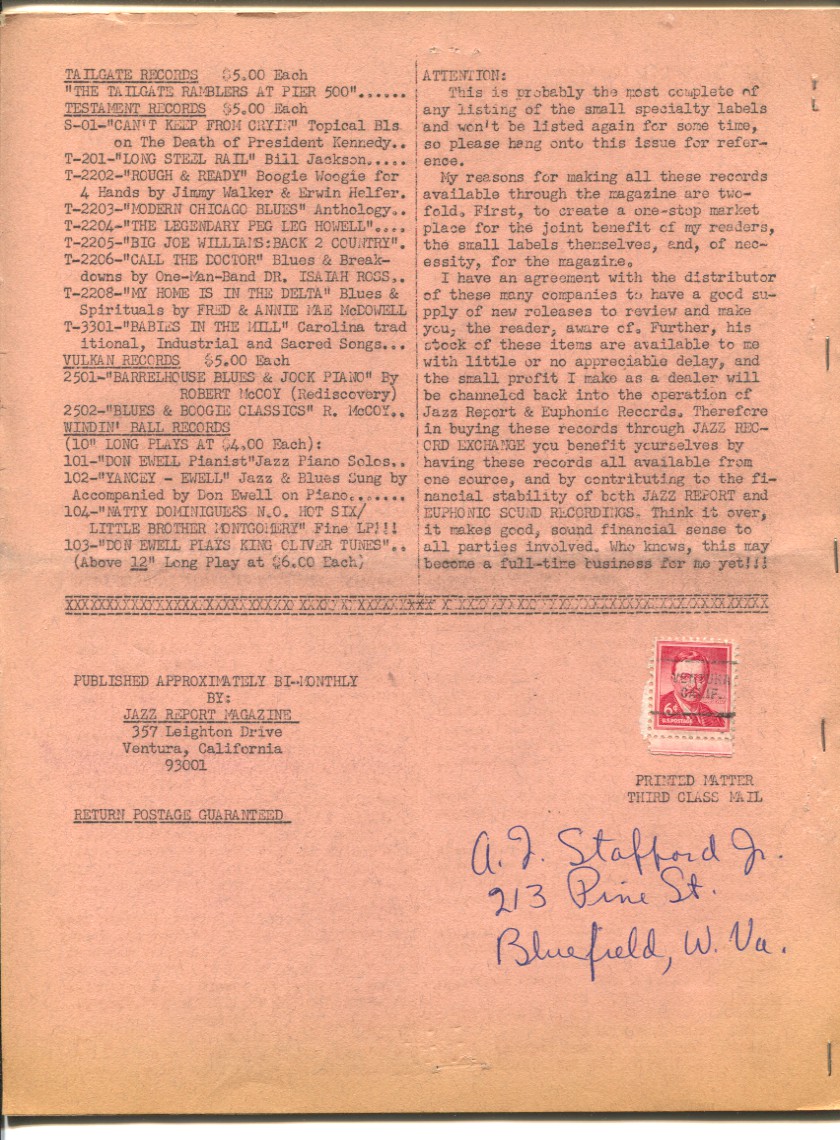 TAILGATE RECORDS $5.00 Each
"THE TAILGATE RAMBLERS AT PIER 500"......
TESTAMENT RECORDS $5.00 Each
S-01-"CAN'T KEEP FROM CRYIN'" Topical Bls
on The Death of President Kennedy..
T-201-"LONG STEEL RAIL" Bill Jackson.....
T-2202-"ROUGH & READY" Boogie Woogie for
4 Hands by Jimmy Walker & Erwin Helfer.
T-2203-"MODERN CHICAGO BLUES" Anthology..
T-2204-"THE LEGENDARY PEG LEG HOWELL"....
T-2205-"BIG JOE WILLIAMS:BACK 2 COUNTRY".
T-2206-"CALL THE DOCTOR" Blues & Break-
downs by One-Man-Band DR. ISAIAH ROSS..
T-2208-"MY HOME IS IN THE DELTA" Blues &
Spirituals by FRED & ANNIE MAE McDOWELL
T-3301-"BABIES IN THE MILL" Carolina trad
itional, Industrial and Sacred Songs...
VULKAN RECORDS $5.00 Each
2501-"BARRELHOUSE BLUES & JOCK PIANO" By
ROBERT McCOY (Rediscovery)
2502-"BLUES & BOOGIE CLASSICS" R. McCOY..
WINDIN' BALL RECORDS
(10" LONG PLAYS AT $4.00 Each):
101-"DON EWELL Pianist"Jazz Piano Solos..
102-"YANCEY - EWELL" Jazz & Blues Sung by
Accompanied by Don Ewell on Piano.......
104-"NATTY DOMINIGUESS N.O. HOT SIX/
LITTLE BROTHER MONTGOMERY" Fine LP!!!
103-"DON EWELL PLAYS KING OLIVER TUNES"..
(Above 12" Long Play at $6.00 Each)
ATTENTION:
This is probably the most complete of
any listing of the small specialty labels
and won't be listed again for some time,
so please hang onto this issue for refer-
ence.
My reasons for making all these records
available through the magazine are two-
fold. First, to create a one-stop market
place for the joint benefit of my readers,
the small labels themselves, and, of nec-
essity, for the magazine.
I have an agreement with the distributor
of these many companies to have a good su-
pply of new releases to review and make
you, the reader, aware of. Further, his
stock of these items are available to me
with little or no appreciable delay, and
the small profit I make as a dealer will
be channeled back into the operation of
Jazz Report & Euphonic Records. Therefore
in buying these records through JAZZ REC-
ORD EXCHANGE you benefit yourselves by
having these records all available from
one source, and by contributing to the fi-
nancial stability of both JAZZ REPORT and
EUPHONIC SOUND RECORDINGS. Think it over,
it makes good, sound financial sense to
all parties involved. Who knows, this may
become a full-time business for me yet!!!
PUBLISHED APPROXIMATELY BI-MONTHLY
BY:
JAZZ REPORT MAGAZINE
357 Leighton Drive
Ventura, California
93001
RETURN POSTAGE GUARANTEED
VENTURA
CALIF.
6¢
U.S. POSTAGE
PRINTED MATTER
THIRD CLASS MAIL
A. J. Stafford Jr.
213 Pine St.
Bluefield, W. Va.